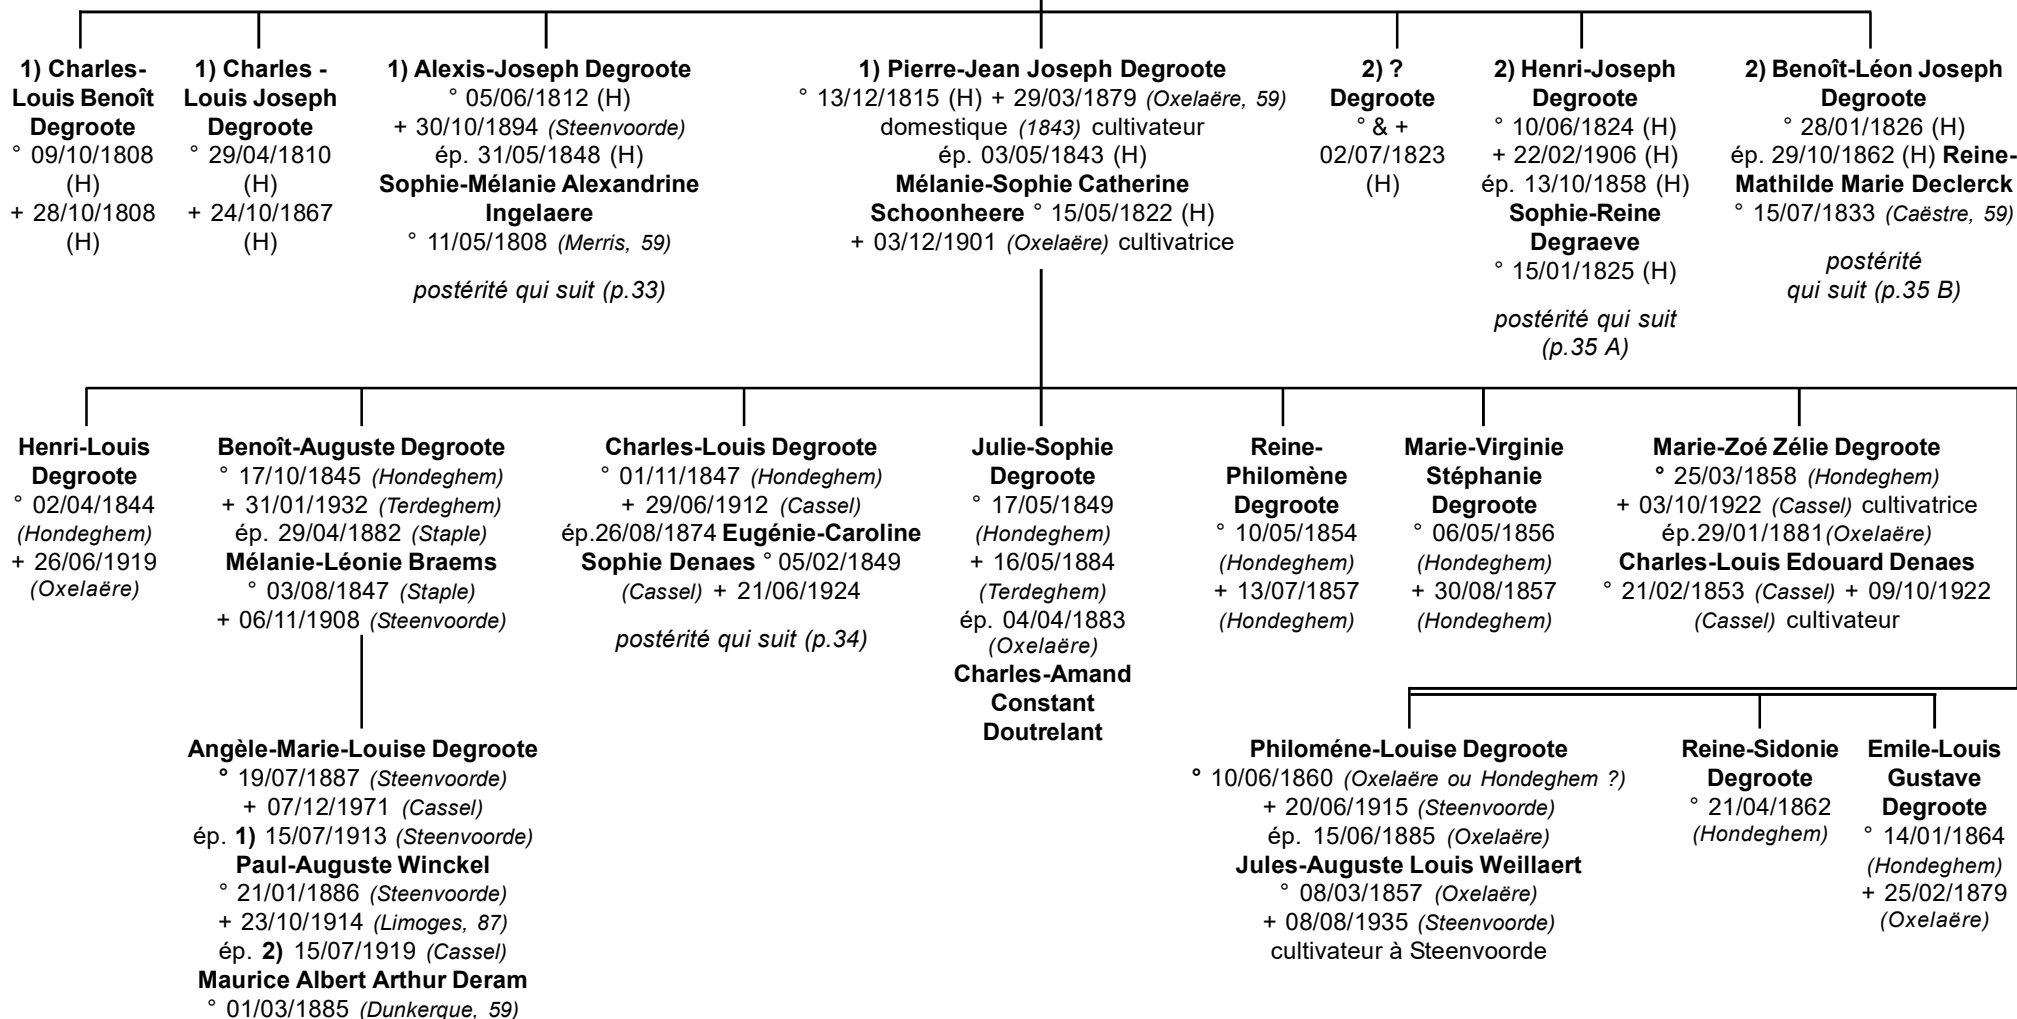 1) Charles-
Louis Benoît
Degroote
° 09/10/1808
(H)
+ 28/10/1808
(H)
1) Charles -
Louis Joseph
Degroote
° 29/04/1810
(H)
+ 24/10/1867
(H)
1) Alexis-Joseph Degroote
° 05/06/1812 (H)
+ 30/10/1894 (Steenvoorde)
ép. 31/05/1848 (H)
Sophie-Mélanie Alexandrine
Ingelaere
° 11/05/1808 (Merris, 59)
postérité qui suit (p.33)
1) Pierre-Jean Joseph Degroote
° 13/12/1815 (H) + 29/03/1879 (Oxelaëre, 59)
domestique (1843) cultivateur
ép. 03/05/1843 (H)
Mélanie-Sophie Catherine
Schoonheere ° 15/05/1822 (H)
+ 03/12/1901 (Oxelaëre) cultivatrice
2) ?
Degroote
° & +
02/07/1823
(H)
2) Henri-Joseph
Degroote
° 10/06/1824 (H)
+ 22/02/1906 (H)
ép. 13/10/1858 (H)
Sophie-Reine
Degraeve
° 15/01/1825 (H)
postérité qui suit
(p.35 A)
2) Benoît-Léon Joseph
Degroote
° 28/01/1826 (H)
ép. 29/10/1862 (H) Reine-
Mathilde Marie Declerck
° 15/07/1833 (Caëstre, 59)
postérité
qui suit (p.35 B)
Henri-Louis
Degroote
° 02/04/1844
(Hondeghem)
+ 26/06/1919
(Oxelaëre)
Benoît-Auguste Degroote
° 17/10/1845 (Hondeghem)
+ 31/01/1932 (Terdeghem)
ép. 29/04/1882 (Staple)
Mélanie-Léonie Braems
° 03/08/1847 (Staple)
+ 06/11/1908 (Steenvoorde)
Charles-Louis Degroote
° 01/11/1847 (Hondeghem)
+ 29/06/1912 (Cassel)
ép.26/08/1874 Eugénie-Caroline
Sophie Denaes ° 05/02/1849
(Cassel) + 21/06/1924
postérité qui suit (p.34)
Julie-Sophie
Degroote
° 17/05/1849
(Hondeghem)
+ 16/05/1884
(Terdeghem)
ép. 04/04/1883
(Oxelaëre)
Charles-Amand
Constant
Doutrelant
Reine-
Philomène
Degroote
° 10/05/1854
(Hondeghem)
+ 13/07/1857
(Hondeghem)
Marie-Virginie
Stéphanie
Degroote
° 06/05/1856
(Hondeghem)
+ 30/08/1857
(Hondeghem)
Marie-Zoé Zélie Degroote
° 25/03/1858 (Hondeghem)
+ 03/10/1922 (Cassel) cultivatrice
ép.29/01/1881(Oxelaëre)
Charles-Louis Edouard Denaes
° 21/02/1853 (Cassel) + 09/10/1922
(Cassel) cultivateur
Angèle-Marie-Louise Degroote
° 19/07/1887 (Steenvoorde)
+ 07/12/1971 (Cassel)
ép. 1) 15/07/1913 (Steenvoorde)
Paul-Auguste Winckel
° 21/01/1886 (Steenvoorde)
+ 23/10/1914 (Limoges, 87)
ép. 2) 15/07/1919 (Cassel)
Maurice Albert Arthur Deram
° 01/03/1885 (Dunkerque, 59)
Philoméne-Louise Degroote
° 10/06/1860 (Oxelaëre ou Hondeghem ?)
+ 20/06/1915 (Steenvoorde)
ép. 15/06/1885 (Oxelaëre)
Jules-Auguste Louis Weillaert
° 08/03/1857 (Oxelaëre)
+ 08/08/1935 (Steenvoorde)
cultivateur à Steenvoorde
Reine-Sidonie
Degroote
° 21/04/1862
(Hondeghem)
Emile-Louis
Gustave
Degroote
° 14/01/1864
(Hondeghem)
+ 25/02/1879
(Oxelaëre)